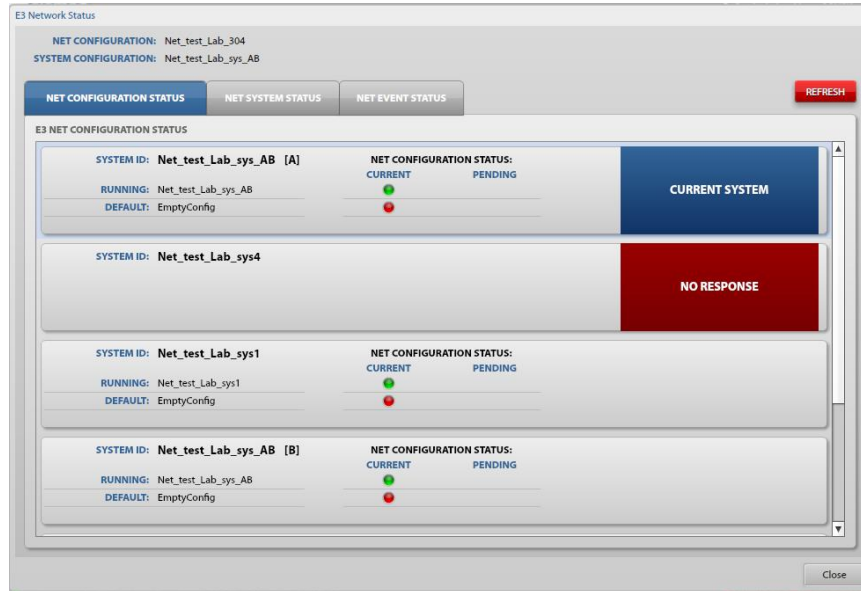 E3 Network Status
NET CONFIGURATION: Net_test_Lab_304
SYSTEM CONFIGURATION: Net_test_Lab_sys_AB
NET CONFIGURATION STATUS NET SYSTEM STATUS NET EVENT STATUS REFRESH
E3 NET CONFIGURATION STATUS
SYSTEM ID: Net_test_Lab_sys_AB [A] NET CONFIGURATION STATUS:
CURRENT PENDING
RUNNING: Net_test_Lab_sys_AB
DEFAULT: EmptyConfig
CURRENT SYSTEM
SYSTEM ID: Net_test_Lab_sys4
NO RESPONSE
SYSTEM ID: Net_test_Lab_sys1 NET CONFIGURATION STATUS:
CURRENT PENDING
RUNNING: Net_test_Lab_sys1
DEFAULT: EmptyConfig
SYSTEM ID: Net_test_Lab_sys_AB [B] NET CONFIGURATION STATUS:
CURRENT PENDING
RUNNING: Net_test_Lab_sys_AB
DEFAULT: EmptyConfig
Close